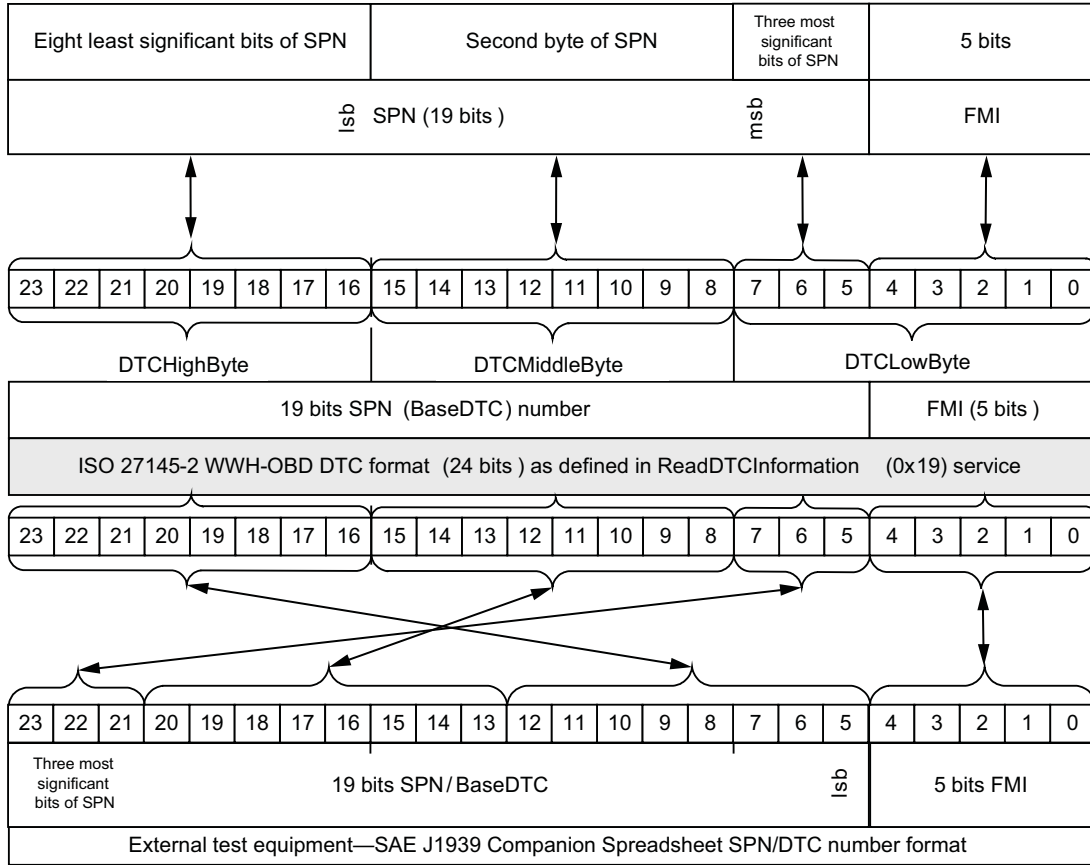 Eight least significant bits of SPN Second byte of SPN Three most significant bits of SPN 5 bits
lsb SPN (19 bits ) msb FMI
23 22 21 20 19 18 17 16 15 14 13 12 11 10 9 8 7 6 5 4 3 2 1 0
DTCHighByte DTCMiddleByte DTCLowByte
19 bits SPN (BaseDTC) number FMI (5 bits )
ISO 27145-2 WWH-OBD DTC format (24 bits ) as defined in ReadDTCInformation (0x19) service
23 22 21 20 19 18 17 16 15 14 13 12 11 10 9 8 7 6 5 4 3 2 1 0
23 22 21 20 19 18 17 16 15 14 13 12 11 10 9 8 7 6 5 4 3 2 1 0
Three most significant bits of SPN 19 bits SPN/BaseDTC lsb 5 bits FMI
External test equipment—SAE J1939 Companion Spreadsheet SPN/DTC number format